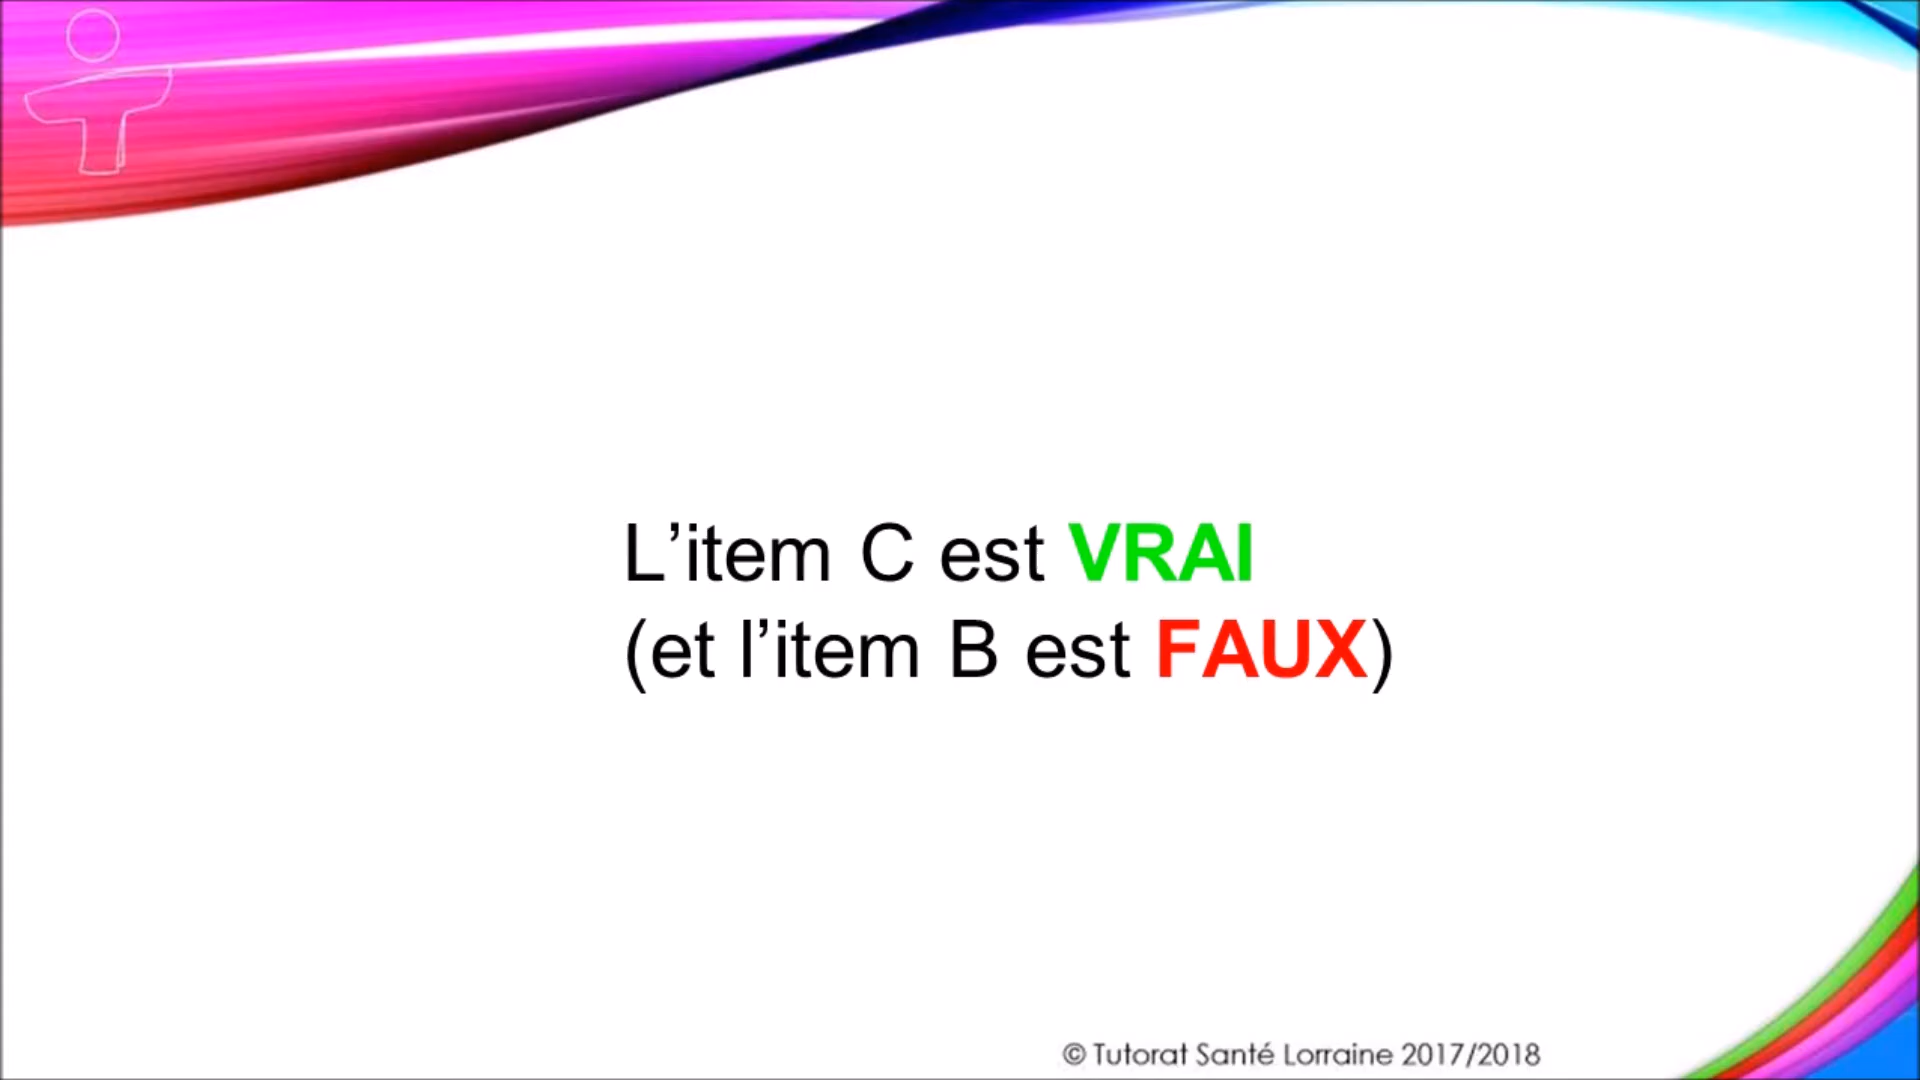 L’item C est VRAI
(et l’item B est FAUX)
© Tutorat Santé Lorraine 2017/2018